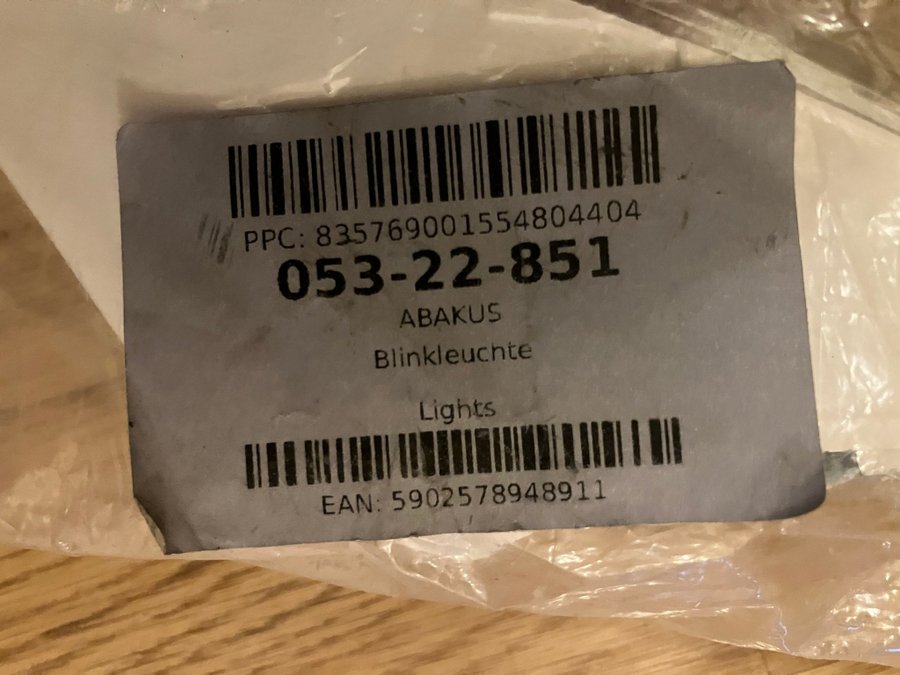 PPC: 835769001554804404
053-22-851
ABAKUS
Blinkleuchte
Lights
EAN: 5902578948911